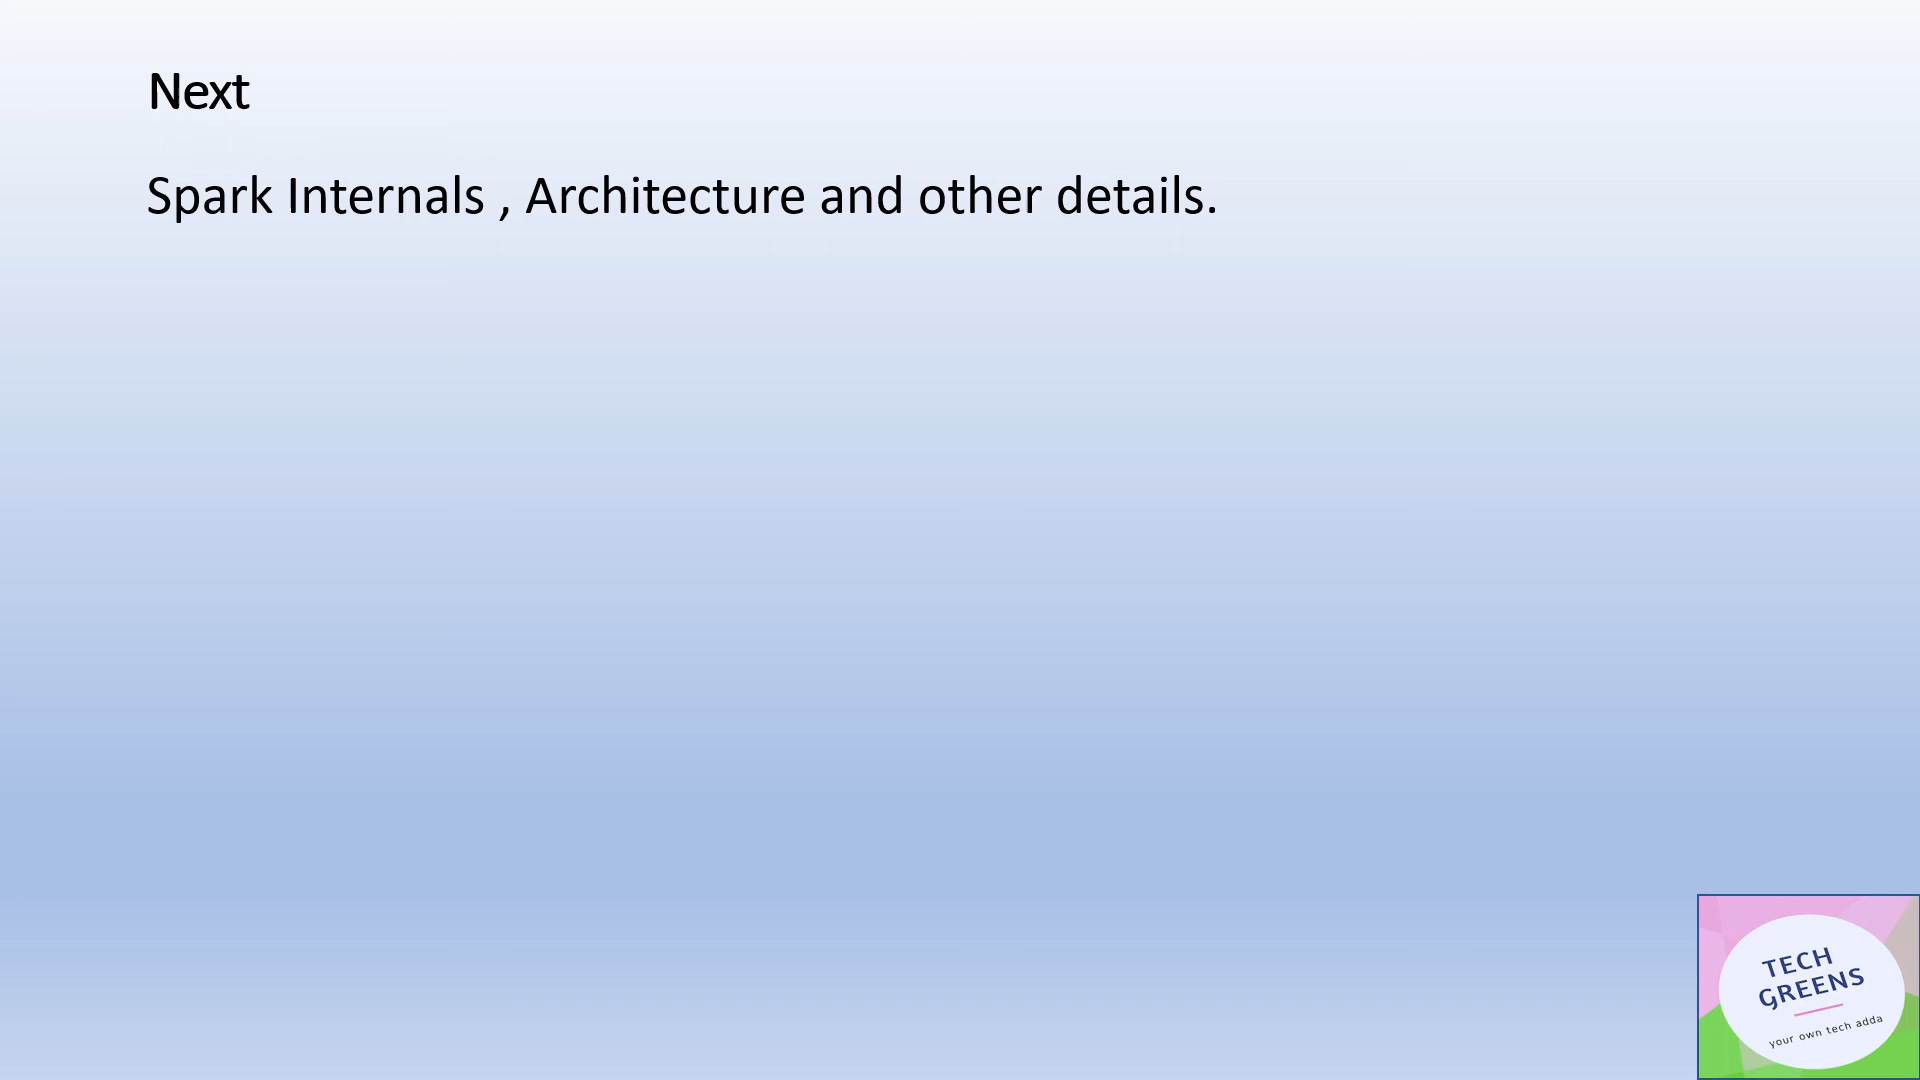 Next
Spark Internals , Architecture and other details.
TECH
GREENS
your own tech adda